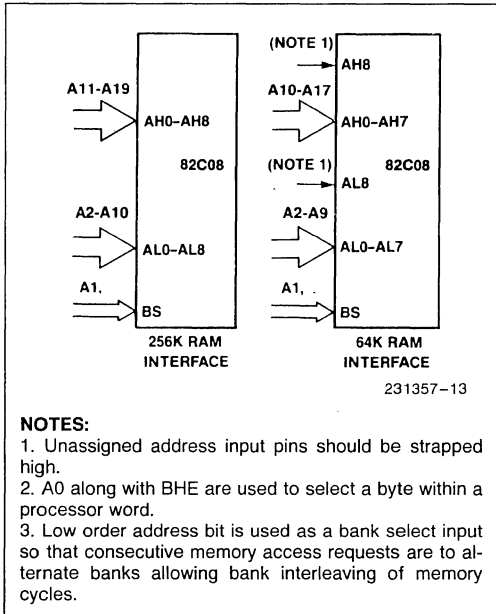 A11-A19
AH0–AH8
82C08
A2-A10
AL0–AL8
A1,
BS
256K RAM
INTERFACE
(NOTE 1)
AH8
A10-A17
AH0–AH7
82C08
(NOTE 1)
AL8
A2-A9
AL0–AL7
A1,
BS
64K RAM
INTERFACE
231357–13
NOTES:
1. Unassigned address input pins should be strapped
high.
2. A0 along with BHE are used to select a byte within a
processor word.
3. Low order address bit is used as a bank select input
so that consecutive memory access requests are to al-
ternate banks allowing bank interleaving of memory
cycles.